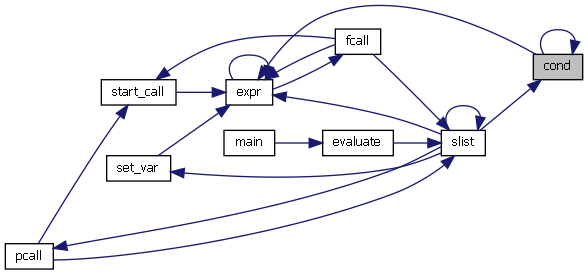 fcall
cond
start_call
expr
main
evaluate
slist
set_var
pcall